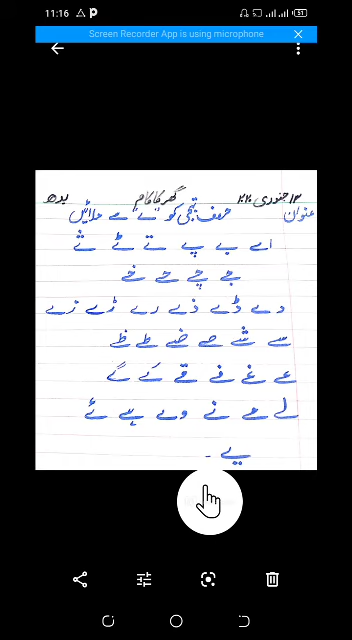 11:16
Screen Recorder App is using microphone
۱۳ جنوری ۲۰۲۱ گھر کا کام بدھ
عنوان حروف تہجی کو "ے" سے ملائیں
اے بے پے تے ٹے ثے
جے چے حے خے
دے ڈے ذے رے ڑے زے
سے شے صے ضے طے ظے
عے غے فے قے کے گے
لے مے نے وے ہے ئے
یے ۔